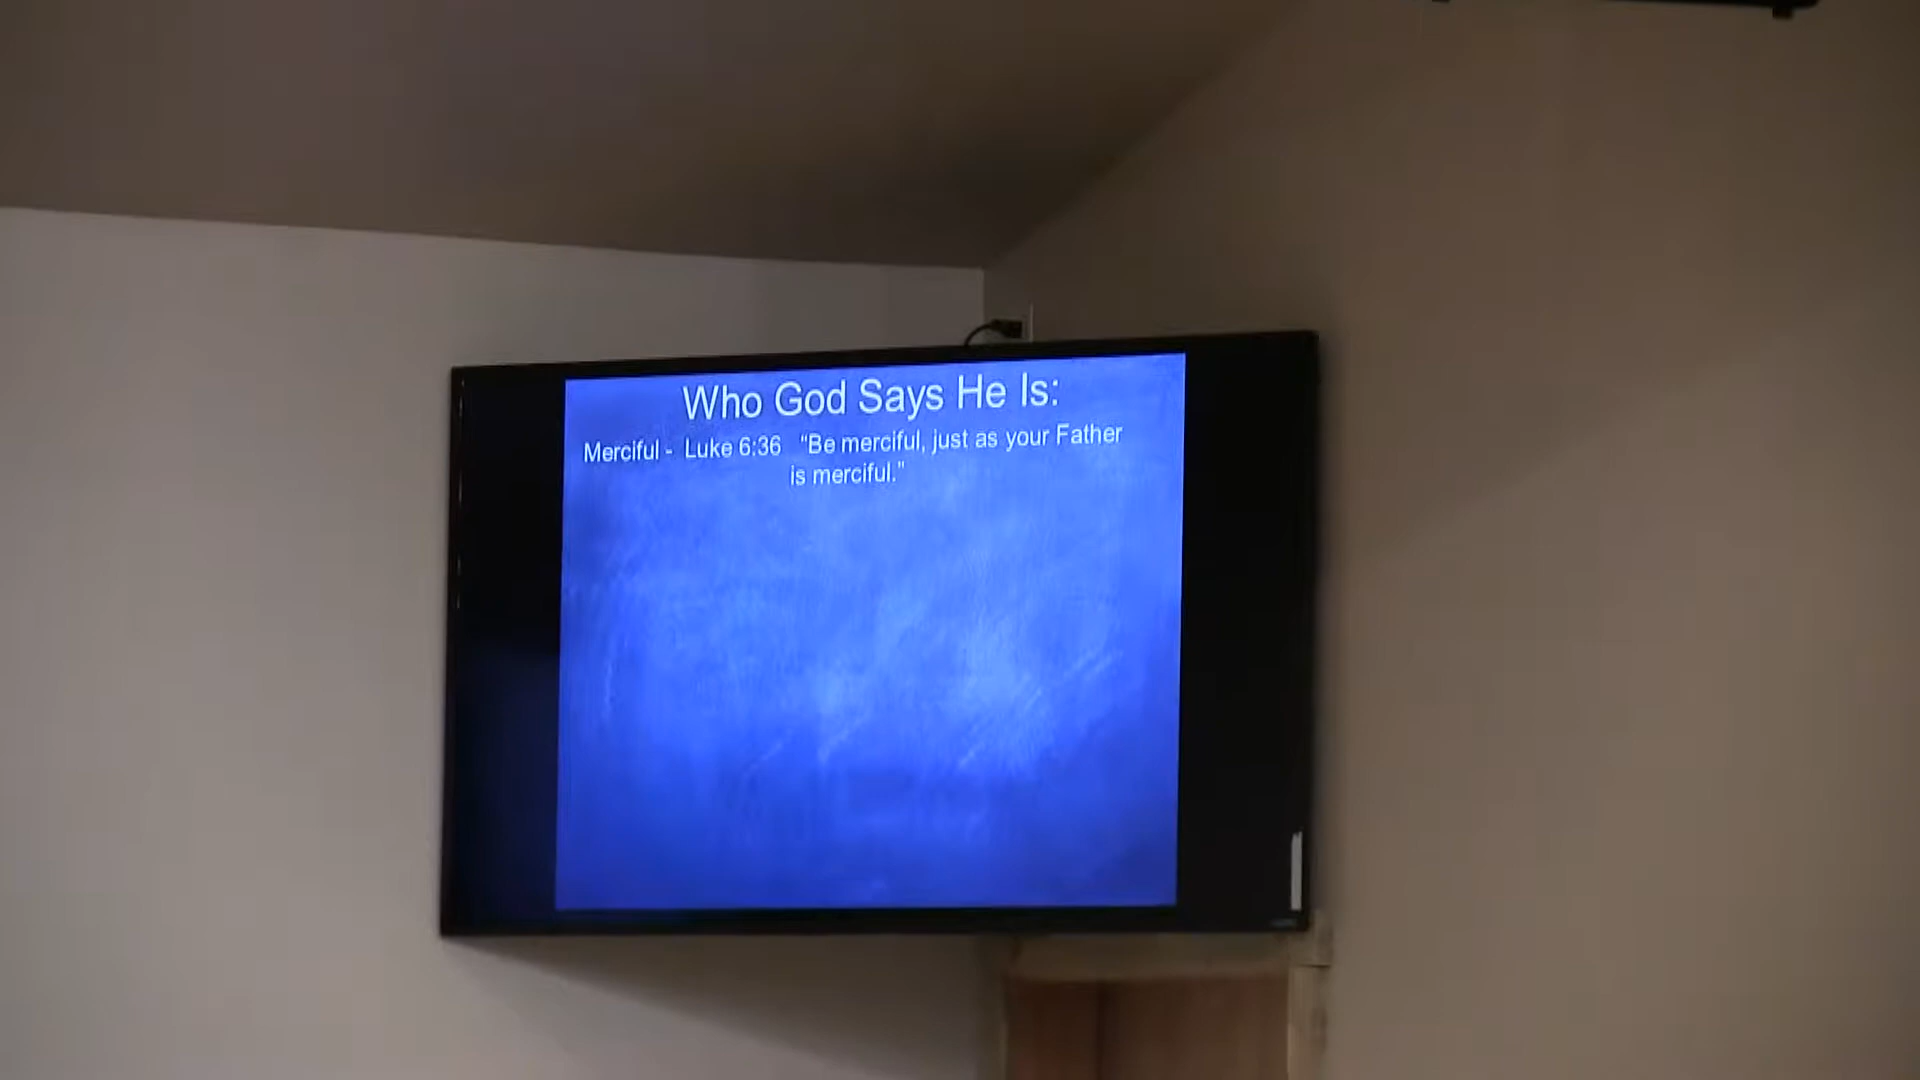 Who God Says He Is:
Merciful - Luke 6:36 “Be merciful, just as your Father
is merciful.”